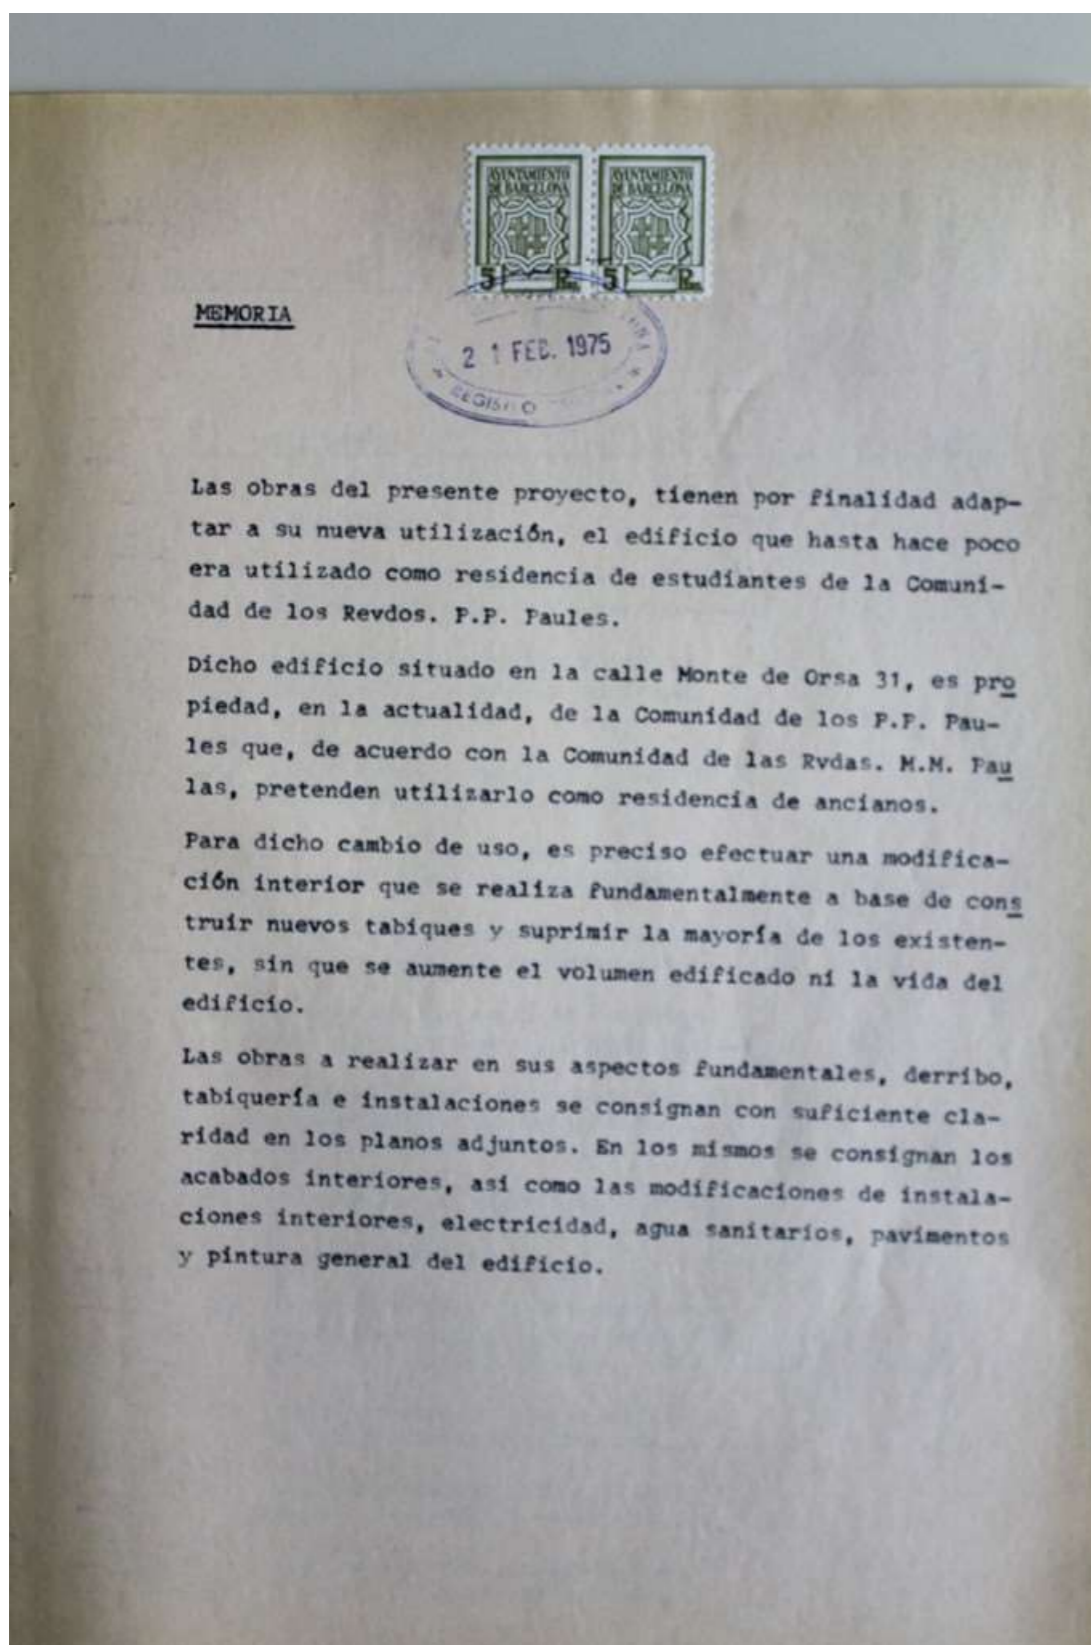 AYUNTAMIENTO AYUNTAMIENTO
DE BARCELONA DE BARCELONA
5 Ptas. 5 Ptas.
MEMORIA
2 1 FEB. 1975
REGISTRO
Las obras del presente proyecto, tienen por finalidad adap-
tar a su nueva utilización, el edificio que hasta hace poco
era utilizado como residencia de estudiantes de la Comuni-
dad de los Revdos. P.P. Paules.
Dicho edificio situado en la calle Monte de Orsa 31, es pro
piedad, en la actualidad, de la Comunidad de los P.P. Pau-
les que, de acuerdo con la Comunidad de las Rvdas. M.M. Pau
las, pretenden utilizarlo como residencia de ancianos.
Para dicho cambio de uso, es preciso efectuar una modifica-
ción interior que se realiza fundamentalmente a base de cons
truir nuevos tabiques y suprimir la mayoría de los existen-
tes, sin que se aumente el volumen edificado ni la vida del
edificio.
Las obras a realizar en sus aspectos fundamentales, derribo,
tabiquería e instalaciones se consignan con suficiente cla-
ridad en los planos adjuntos. En los mismos se consignan los
acabados interiores, así como las modificaciones de instala-
ciones interiores, electricidad, agua sanitarios, pavimentos
y pintura general del edificio.